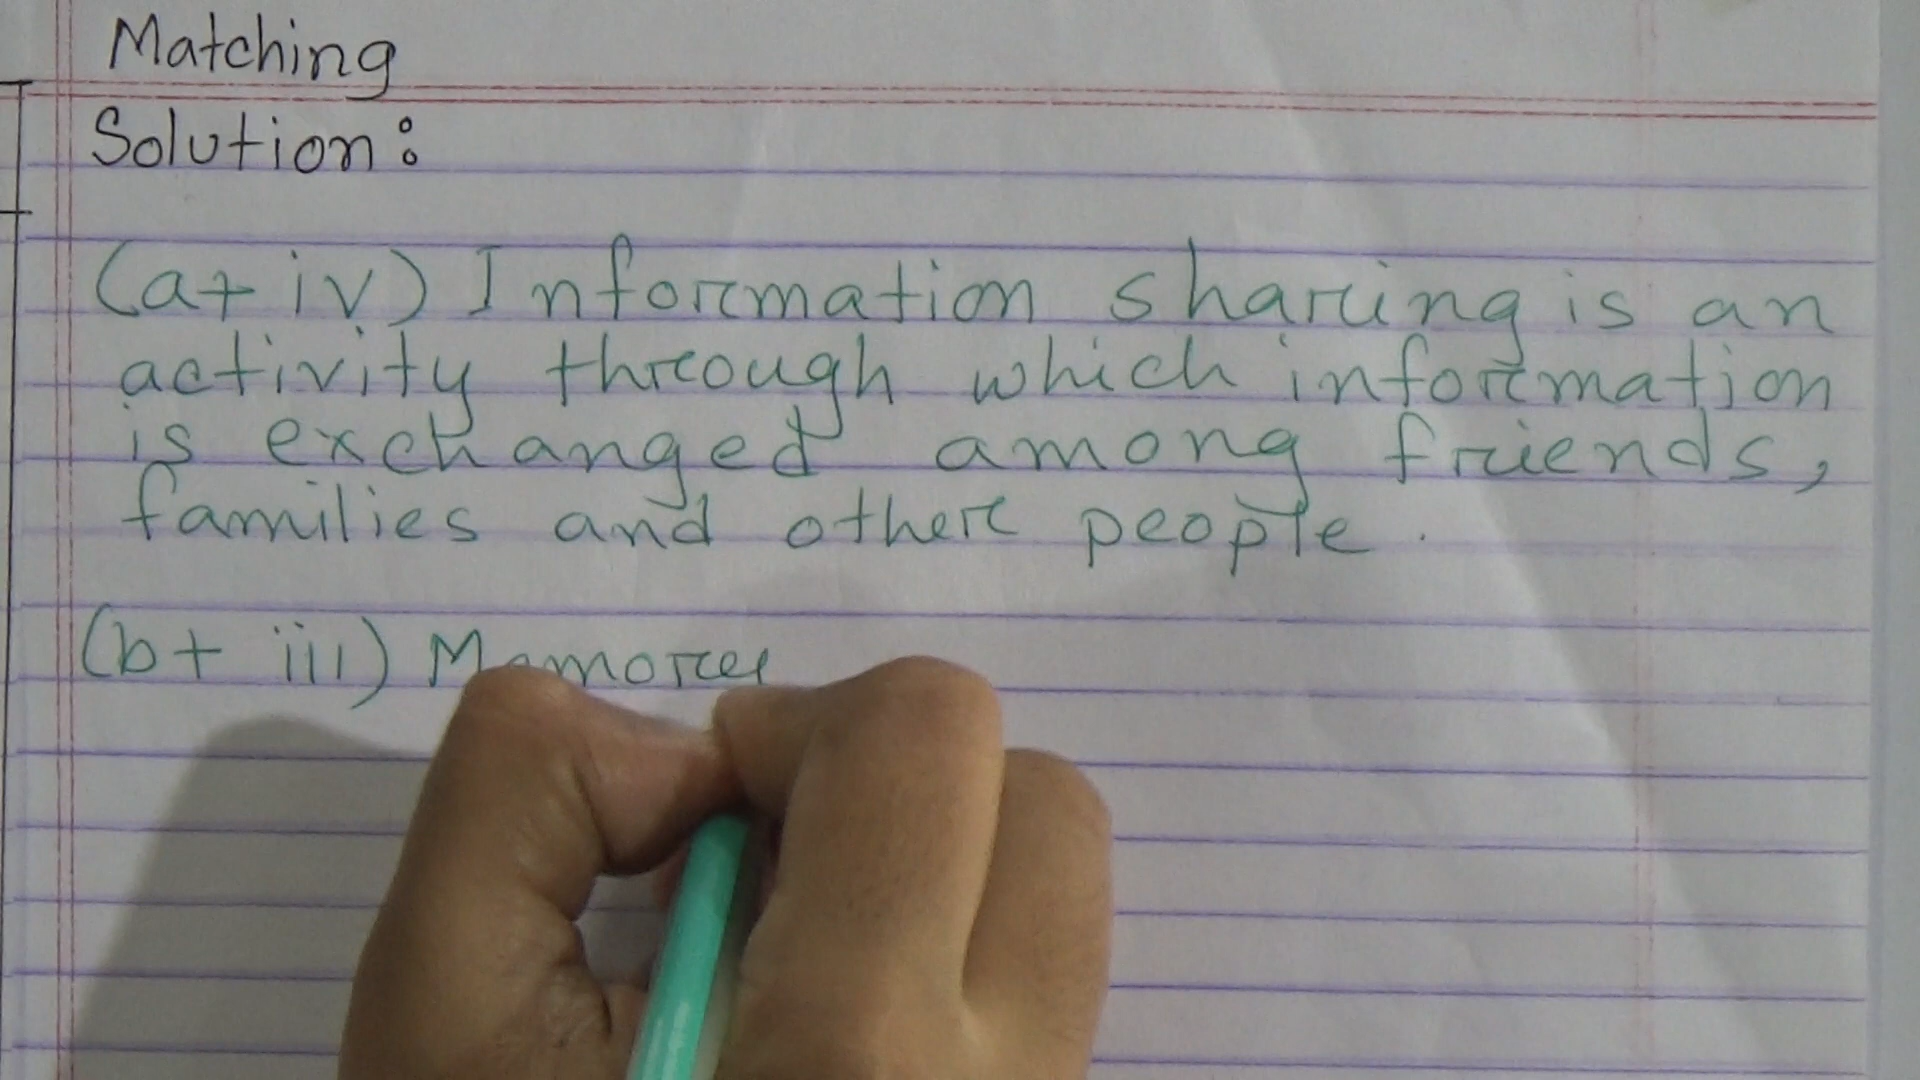 Matching
Solution:
(a+ iv) Information sharing is an
activity through which information
is exchanged among friends,
families and other people.
(b+ iii)